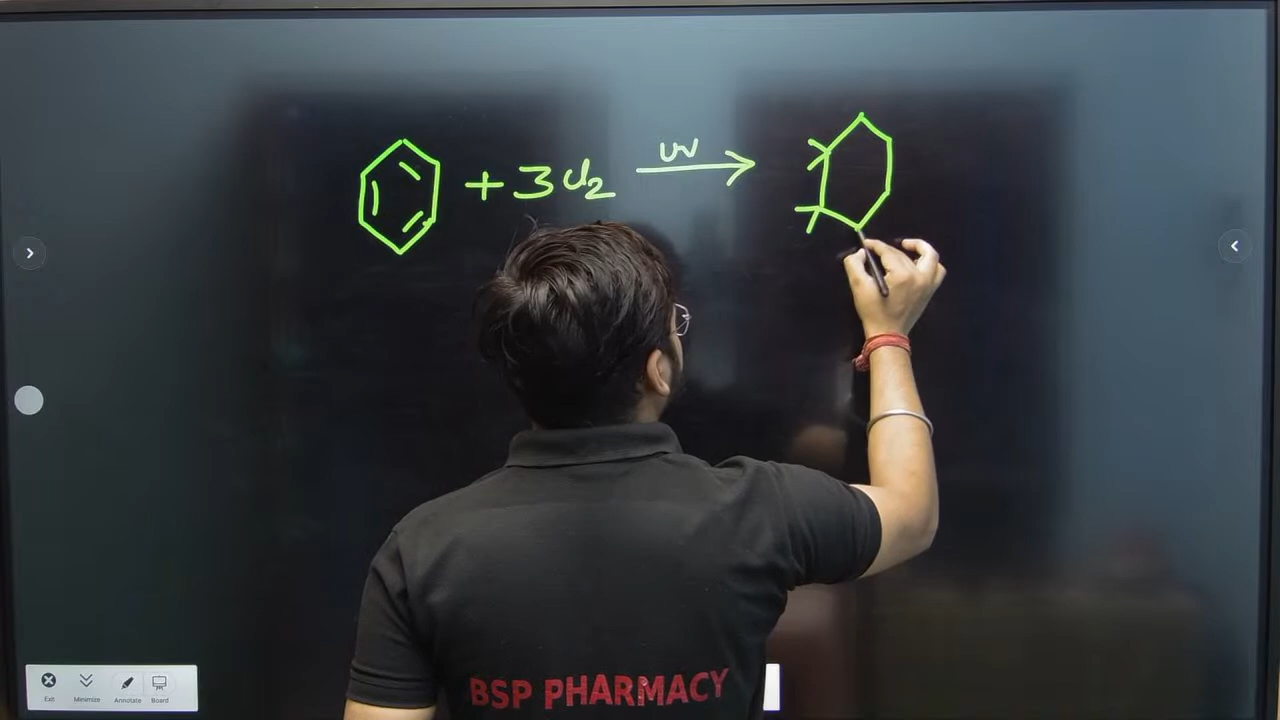 + 3Cl2 UV →
BSP PHARMACY
Exit Minimize Annotate Board